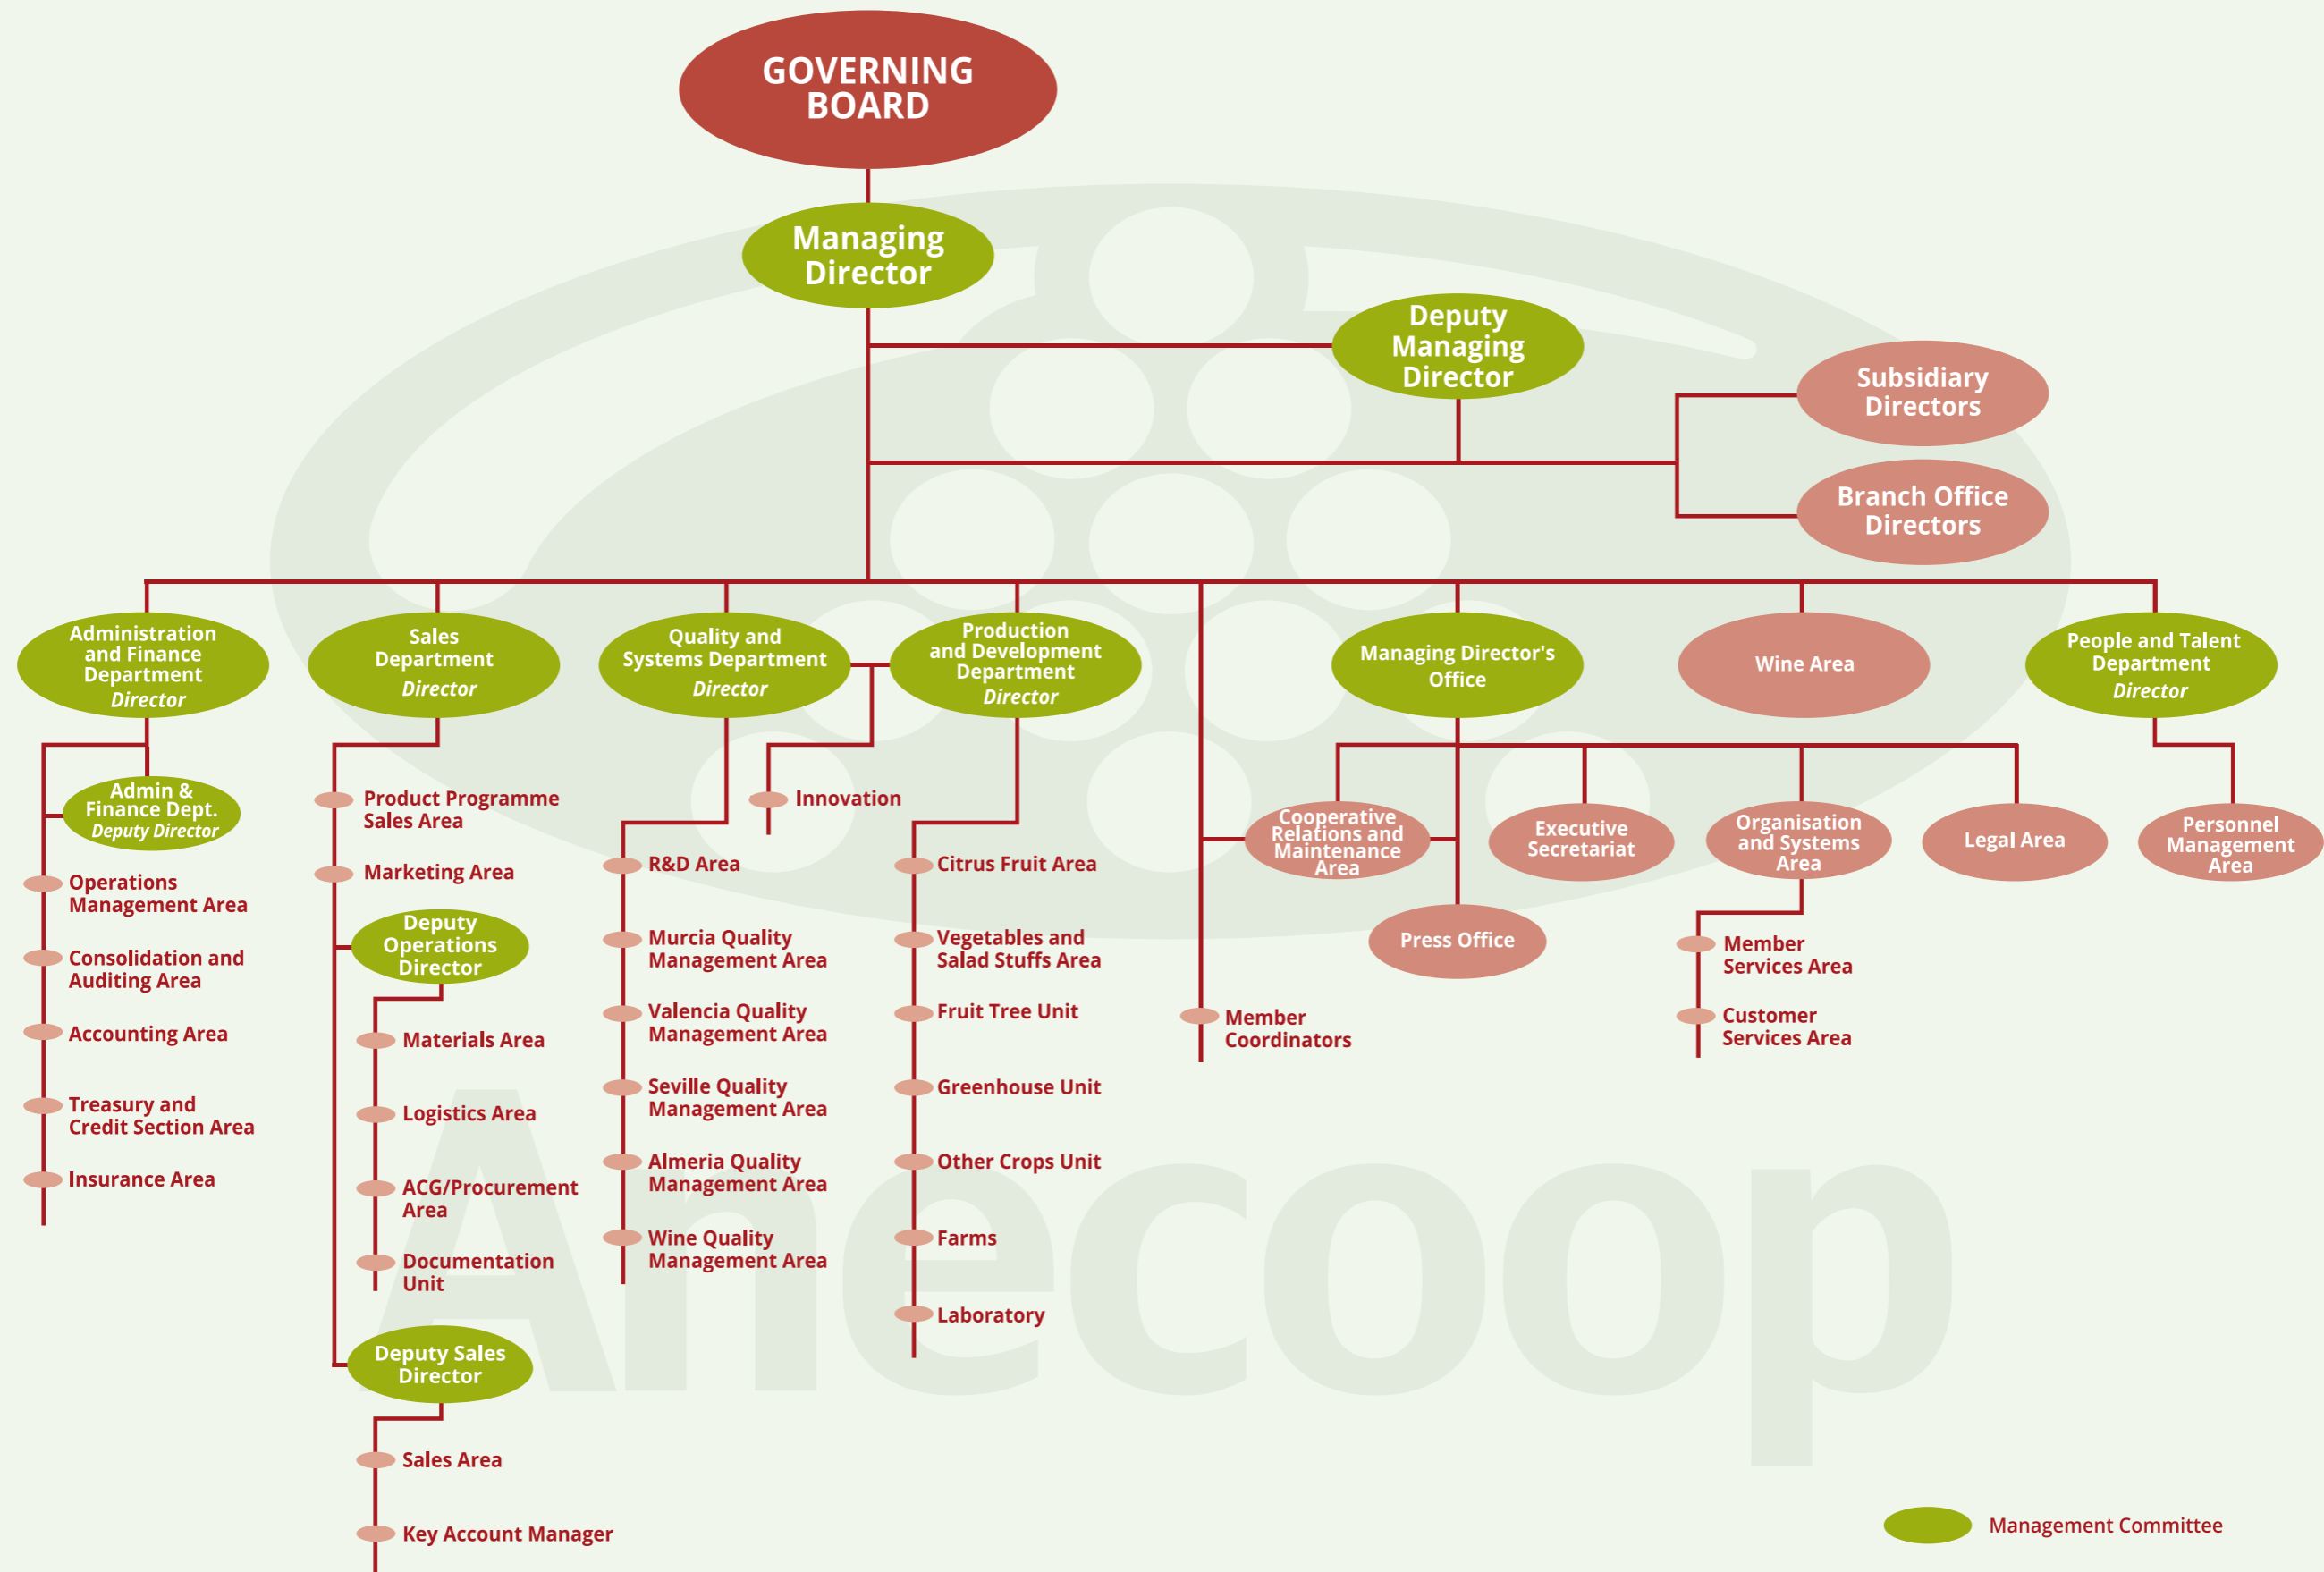 GOVERNING
BOARD
Managing
Director
Deputy
Managing
Director
Subsidiary
Directors
Branch Office
Directors
Administration
and Finance
Department
Director
Sales
Department
Director
Quality and
Systems Department
Director
Production
and Development
Department
Director
Managing Director's
Office
Wine Area
People and Talent
Department
Director
Admin &
Finance Dept.
Deputy Director
Operations
Management Area
Consolidation and
Auditing Area
Accounting Area
Treasury and
Credit Section Area
Insurance Area
Product Programme
Sales Area
Marketing Area
Deputy
Operations
Director
Materials Area
Logistics Area
ACG/Procurement
Area
Documentation
Unit
Deputy Sales
Director
Sales Area
Key Account Manager
Innovation
R&D Area
Murcia Quality
Management Area
Valencia Quality
Management Area
Seville Quality
Management Area
Almeria Quality
Management Area
Wine Quality
Management Area
Citrus Fruit Area
Vegetables and
Salad Stuffs Area
Fruit Tree Unit
Greenhouse Unit
Other Crops Unit
Farms
Laboratory
Member
Coordinators
Cooperative
Relations and
Maintenance
Area
Press Office
Executive
Secretariat
Organisation
and Systems
Area
Member
Services Area
Customer
Services Area
Legal Area
Personnel
Management
Area
Anecoop
Management Committee